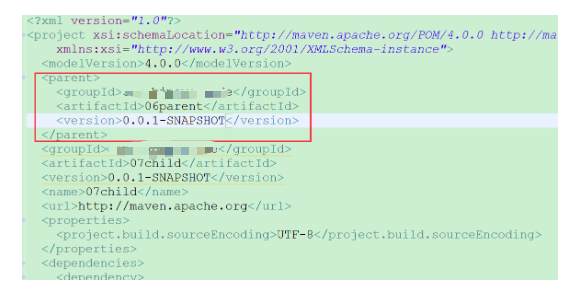 <?xml version="1.0"?>
<project xsi:schemaLocation="http://maven.apache.org/POM/4.0.0 http://ma
xmlns:xsi="http://www.w3.org/2001/XMLSchema-instance">
<modelVersion>4.0.0</modelVersion>
<parent>
<groupId> e</groupId>
<artifactId>06parent</artifactId>
<version>0.0.1-SNAPSHOT</version>
</parent>
<groupId> </groupId>
<artifactId>07child</artifactId>
<version>0.0.1-SNAPSHOT</version>
<name>07child</name>
<url>http://maven.apache.org</url>
<properties>
<project.build.sourceEncoding>UTF-8</project.build.sourceEncoding>
</properties>
<dependencies>
<dependency>